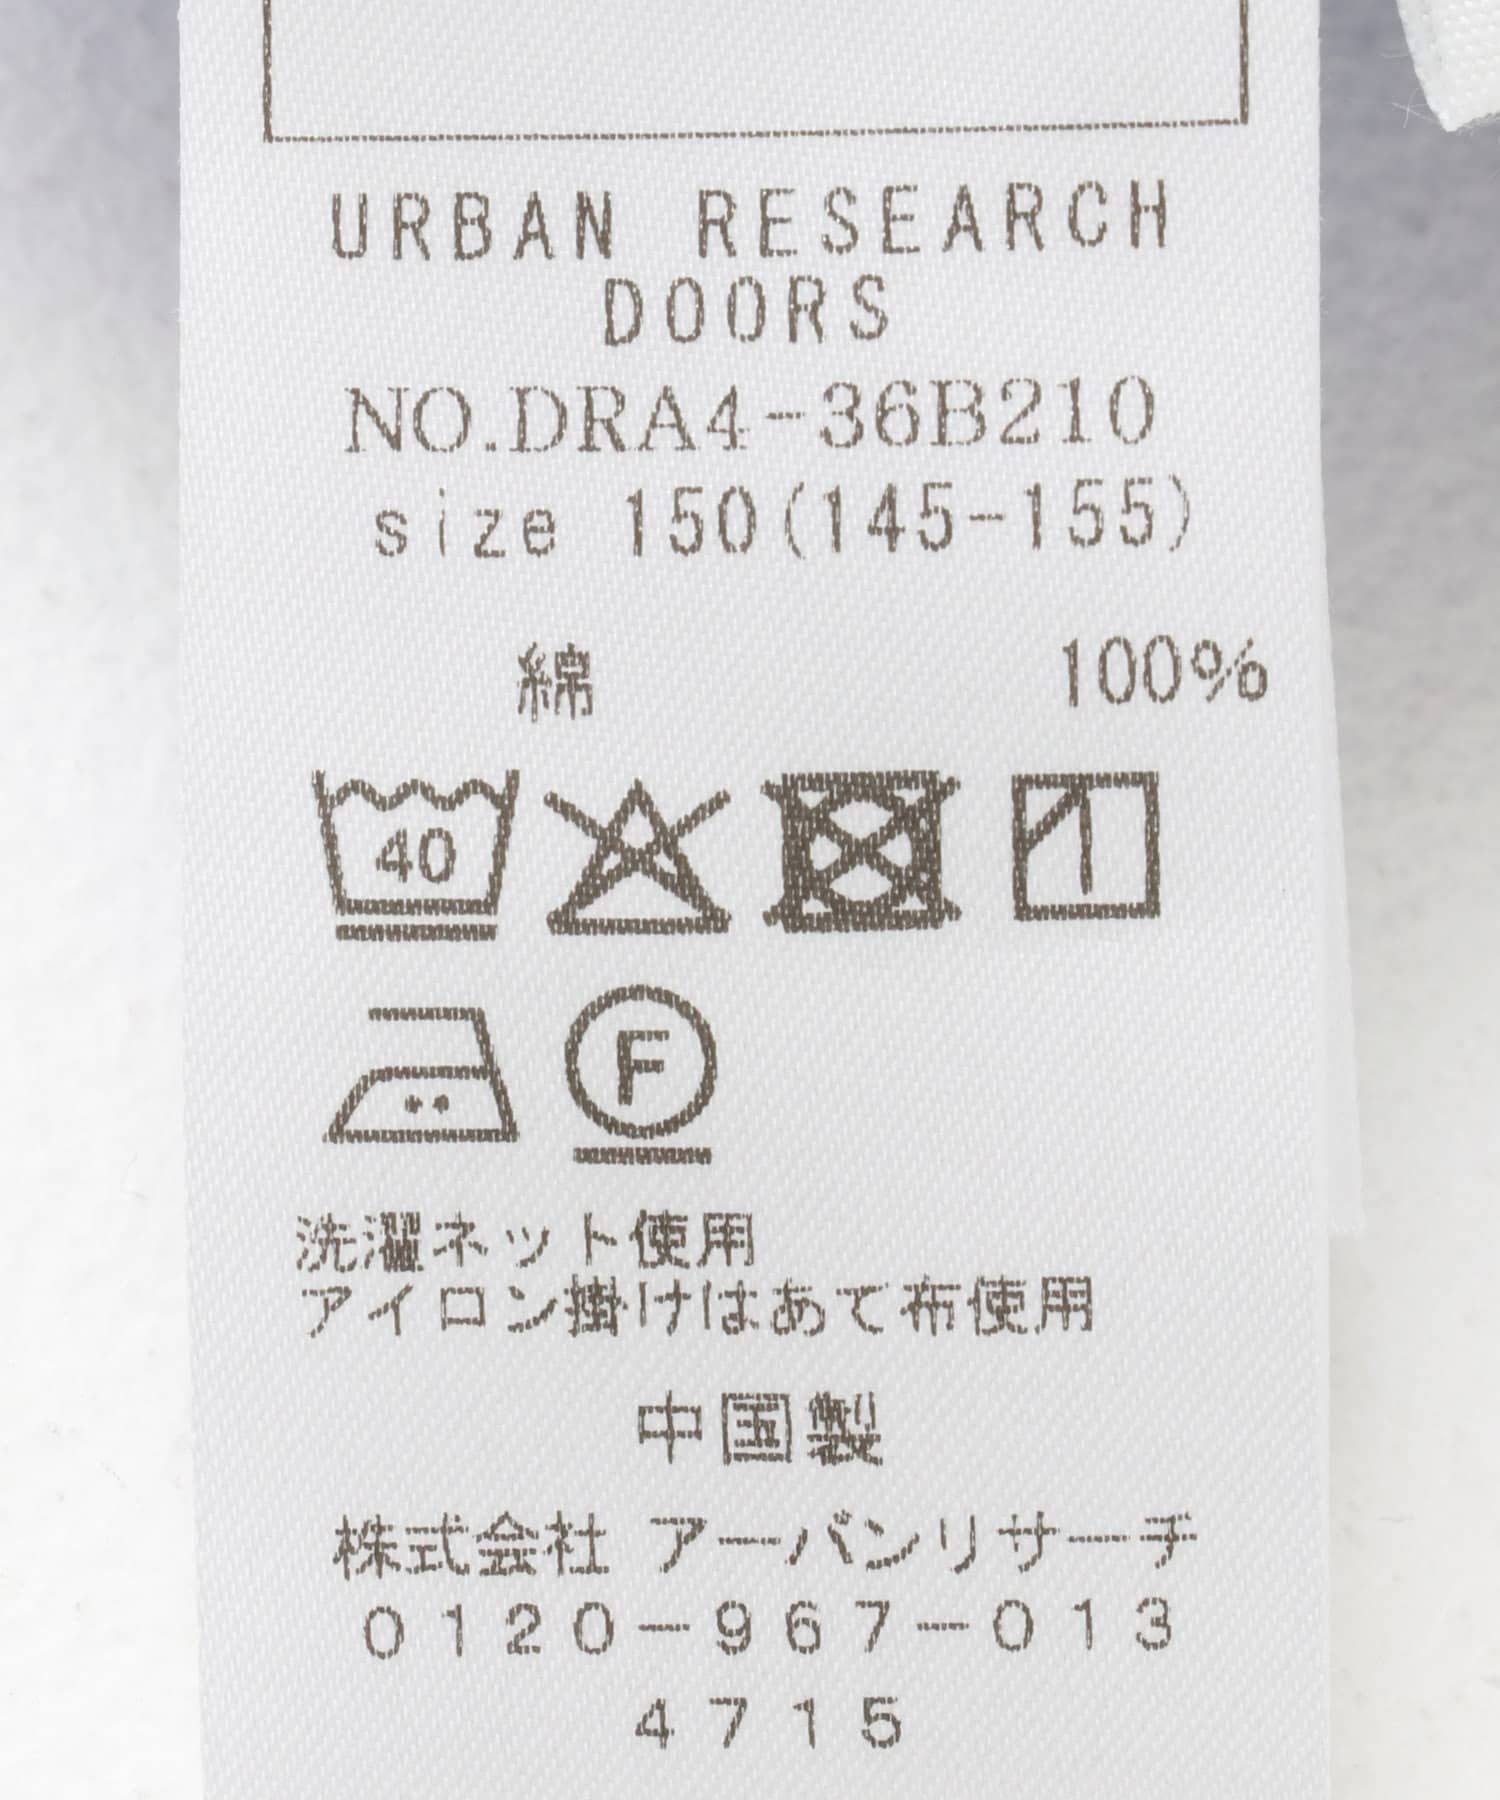 URBAN RESEARCH
DOORS
NO.DRA4-36B210
size 150(145-155)
綿 100%
40
F
洗濯ネット使用
アイロン掛けはあて布使用
中国製
株式会社 アーバンリサーチ
0120-967-013
4715